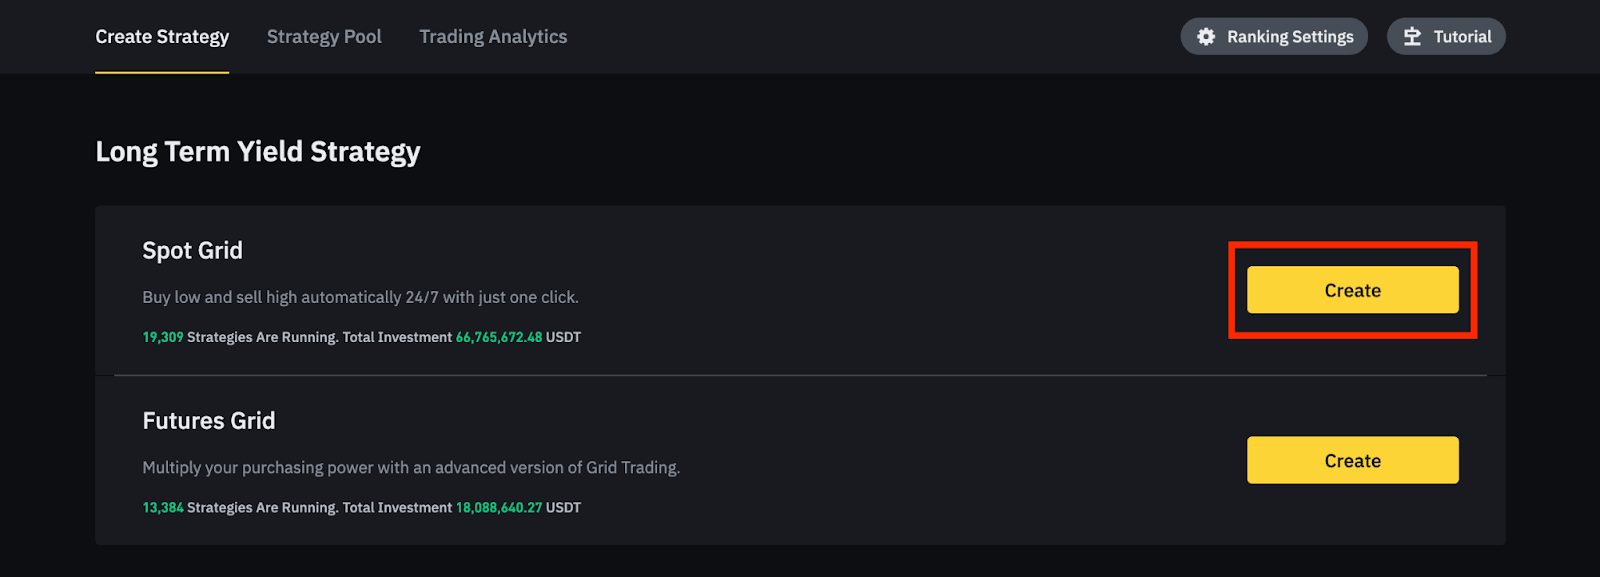 Create Strategy Strategy Pool Trading Analytics Ranking Settings Tutorial
Long Term Yield Strategy
Spot Grid
Buy low and sell high automatically 24/7 with just one click.
19,309 Strategies Are Running. Total Investment 66,765,672.48 USDT
Create
Futures Grid
Multiply your purchasing power with an advanced version of Grid Trading.
13,384 Strategies Are Running. Total Investment 18,088,640.27 USDT
Create